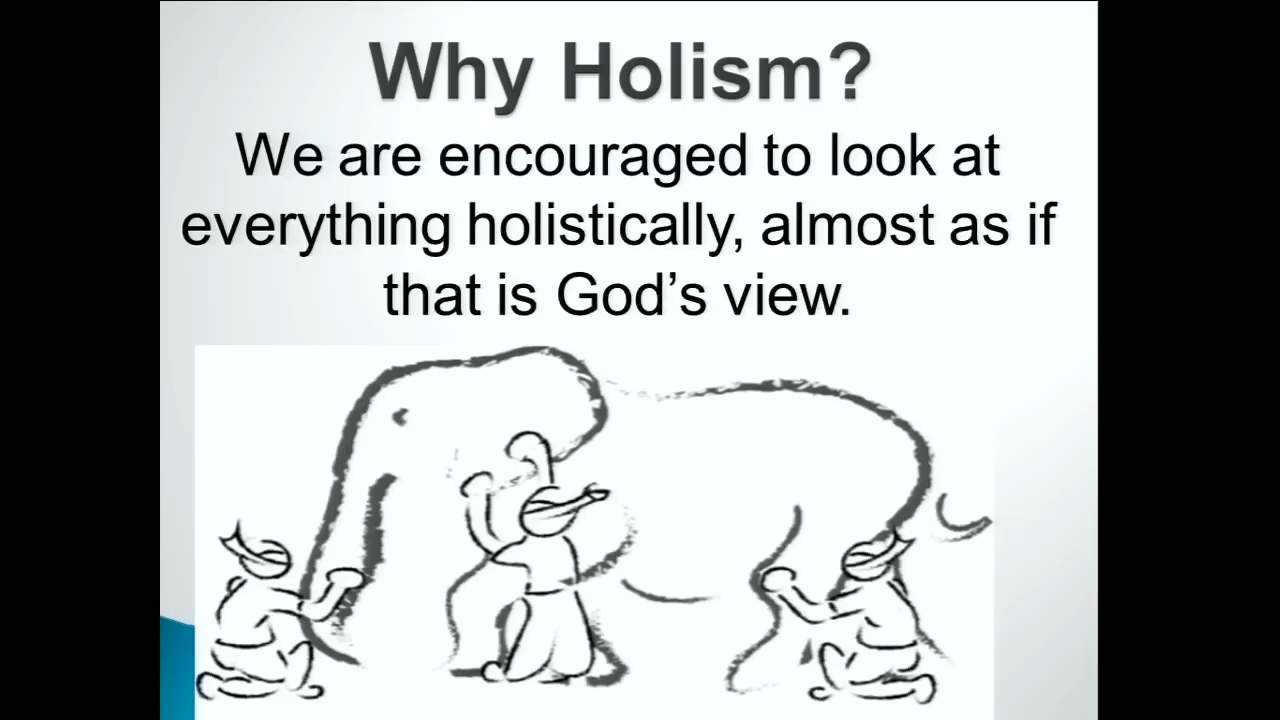 Why Holism?
We are encouraged to look at
everything holistically, almost as if
that is God’s view.